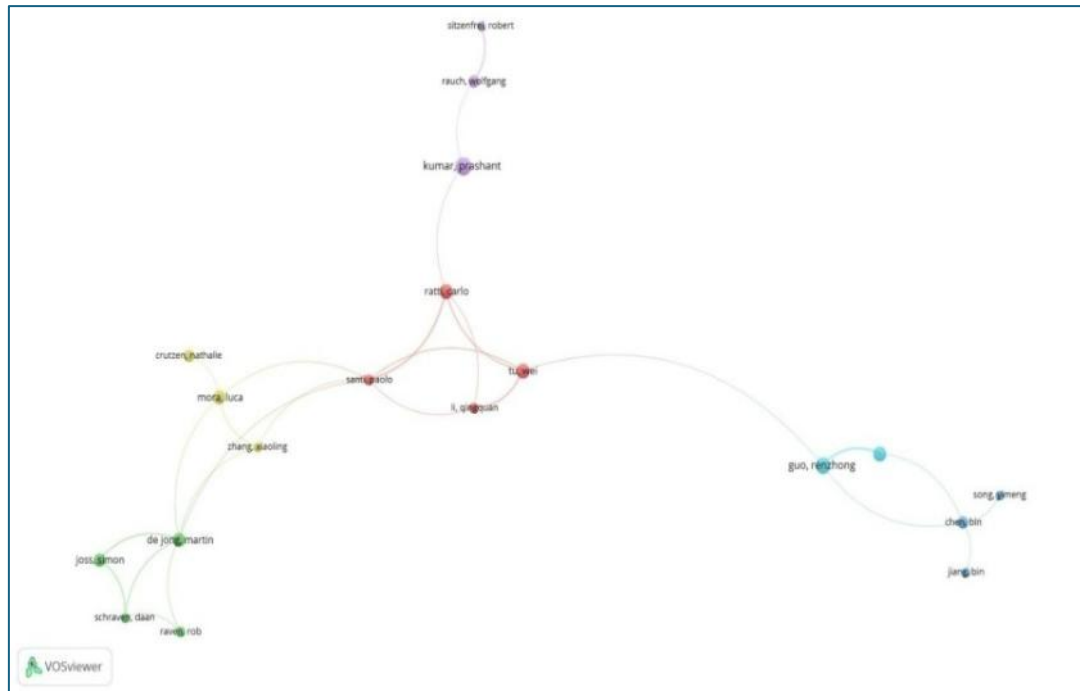 sitzenfrei, robert
rauch, wolfgang
kumar, prashant
ratti, carlo
crutzen, nathalie
santi, paolo
tu, wei
mora, luca
li, qingquan
zhang, xiaoling
guo, renzhong
song, yimeng
chen, bin
de jong, martin
joss, simon
jiang, bin
schraven, daan
raven, rob
VOSviewer